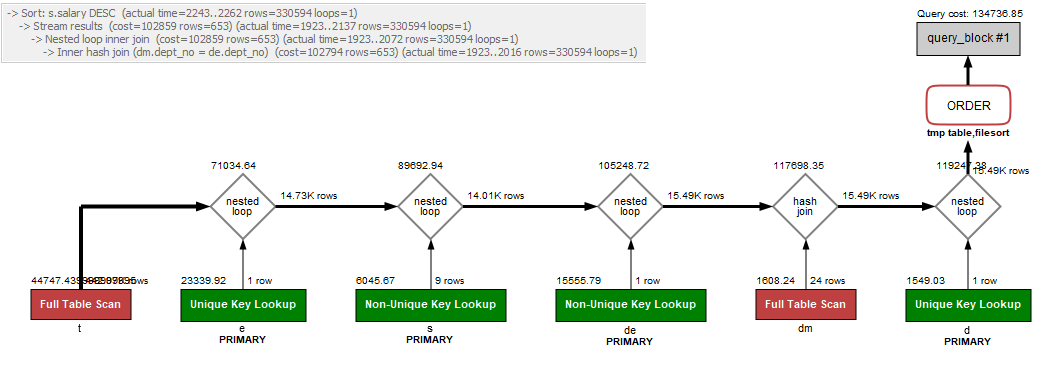 -> Sort: s.salary DESC (actual time=2243..2262 rows=330594 loops=1)
-> Stream results (cost=102859 rows=653) (actual time=1923..2137 rows=330594 loops=1)
-> Nested loop inner join (cost=102859 rows=653) (actual time=1923..2072 rows=330594 loops=1)
-> Inner hash join (dm.dept_no = de.dept_no) (cost=102794 rows=653) (actual time=1923..2016 rows=330594 loops=1)
Query cost: 134736.85
query_block #1
ORDER
tmp table,filesort
71034.64
89692.94
105248.72
117698.35
119247.38
15.49K rows
nested loop
14.73K rows
nested loop
14.01K rows
nested loop
15.49K rows
hash join
15.49K rows
nested loop
rows
23339.92 1 row
6045.67 9 rows
15555.79 1 row
1608.24 24 rows
1549.03 1 row
Full Table Scan
Unique Key Lookup
Non-Unique Key Lookup
Non-Unique Key Lookup
Full Table Scan
Unique Key Lookup
t
e
s
de
dm
d
PRIMARY
PRIMARY
PRIMARY
PRIMARY